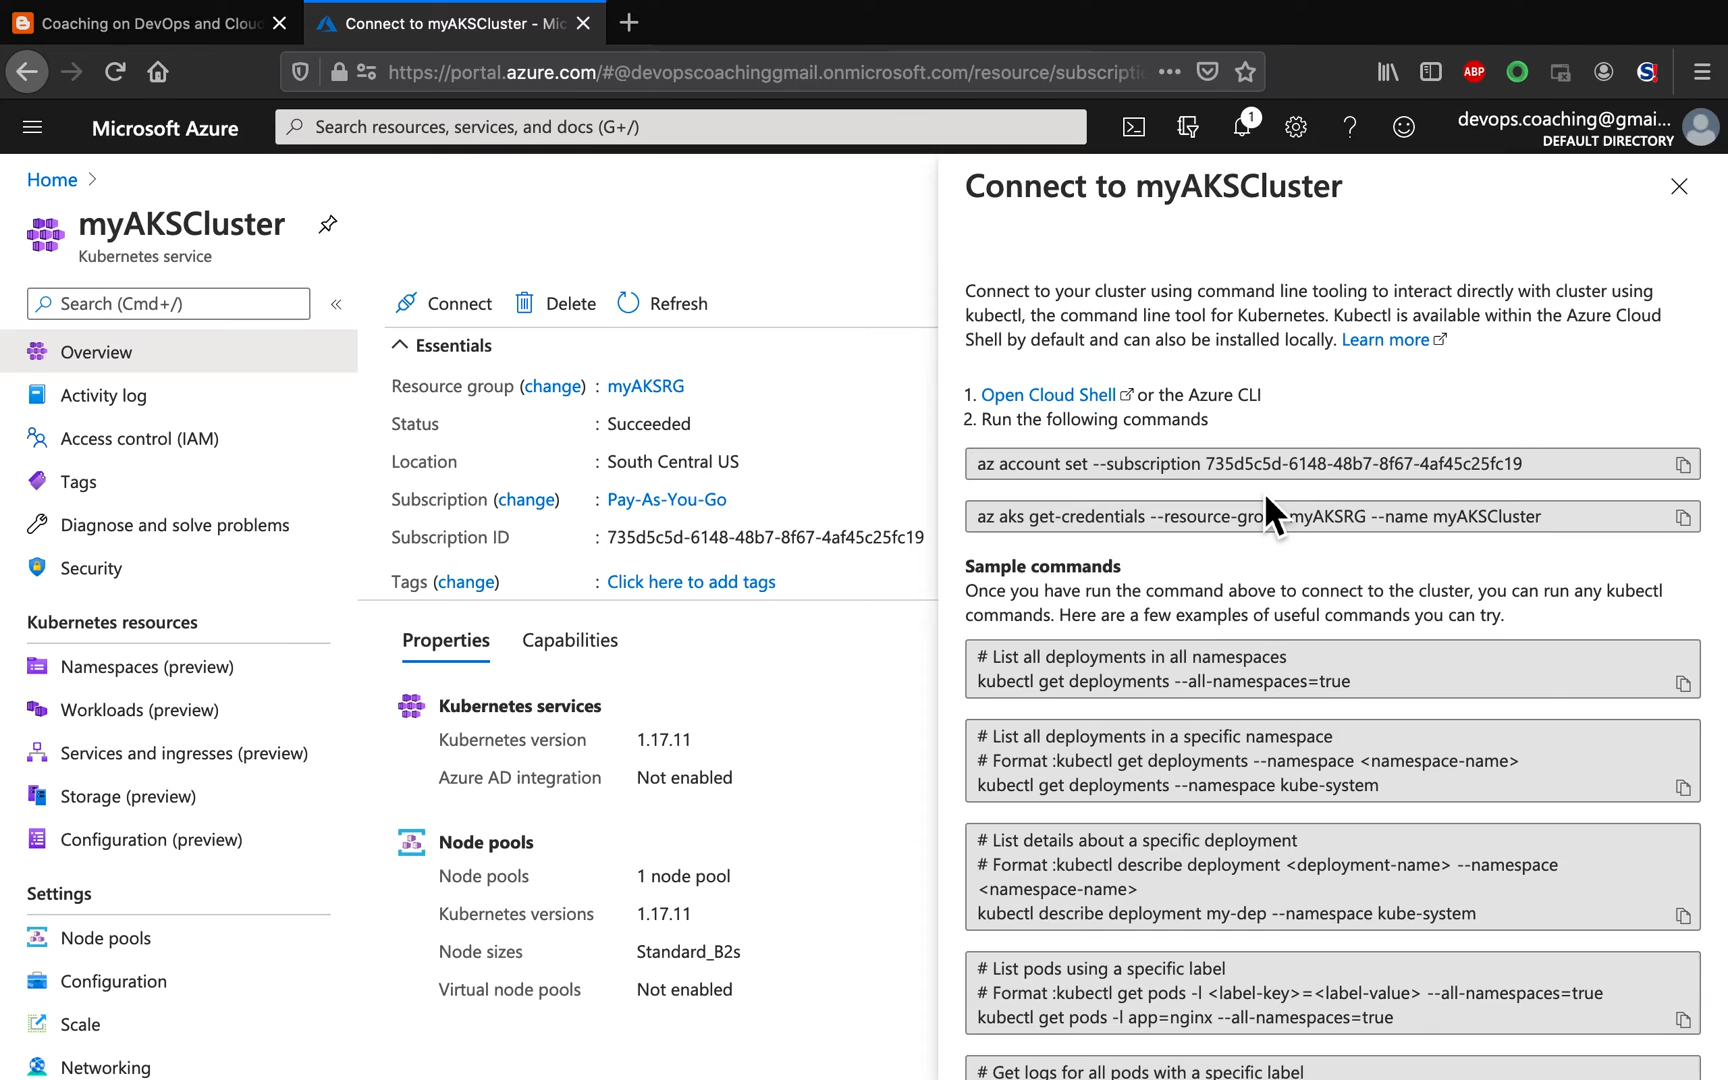 Coaching on DevOps and Clou
Connect to myAKSCluster - Mic
https://portal.azure.com/#@devopscoachinggmail.onmicrosoft.com/resource/subscripti
ABP
Microsoft Azure
Search resources, services, and docs (G+/)
1
devops.coaching@gmai...
DEFAULT DIRECTORY
Home
myAKSCluster
Kubernetes service
Search (Cmd+/)
Overview
Activity log
Access control (IAM)
Tags
Diagnose and solve problems
Security
Kubernetes resources
Namespaces (preview)
Workloads (preview)
Services and ingresses (preview)
Storage (preview)
Configuration (preview)
Settings
Node pools
Configuration
Scale
Networking
Connect
Delete
Refresh
Essentials
Resource group (change) : myAKSRG
Status : Succeeded
Location : South Central US
Subscription (change) : Pay-As-You-Go
Subscription ID : 735d5c5d-6148-48b7-8f67-4af45c25fc19
Tags (change) : Click here to add tags
Properties
Capabilities
Kubernetes services
Kubernetes version 1.17.11
Azure AD integration Not enabled
Node pools
Node pools 1 node pool
Kubernetes versions 1.17.11
Node sizes Standard_B2s
Virtual node pools Not enabled
Connect to myAKSCluster
Connect to your cluster using command line tooling to interact directly with cluster using
kubectl, the command line tool for Kubernetes. Kubectl is available within the Azure Cloud
Shell by default and can also be installed locally. Learn more
1. Open Cloud Shell or the Azure CLI
2. Run the following commands
az account set --subscription 735d5c5d-6148-48b7-8f67-4af45c25fc19
az aks get-credentials --resource-gro myAKSRG --name myAKSCluster
Sample commands
Once you have run the command above to connect to the cluster, you can run any kubectl
commands. Here are a few examples of useful commands you can try.
# List all deployments in all namespaces
kubectl get deployments --all-namespaces=true
# List all deployments in a specific namespace
# Format :kubectl get deployments --namespace <namespace-name>
kubectl get deployments --namespace kube-system
# List details about a specific deployment
# Format :kubectl describe deployment <deployment-name> --namespace
<namespace-name>
kubectl describe deployment my-dep --namespace kube-system
# List pods using a specific label
# Format :kubectl get pods -l <label-key>=<label-value> --all-namespaces=true
kubectl get pods -l app=nginx --all-namespaces=true
# Get logs for all pods with a specific label